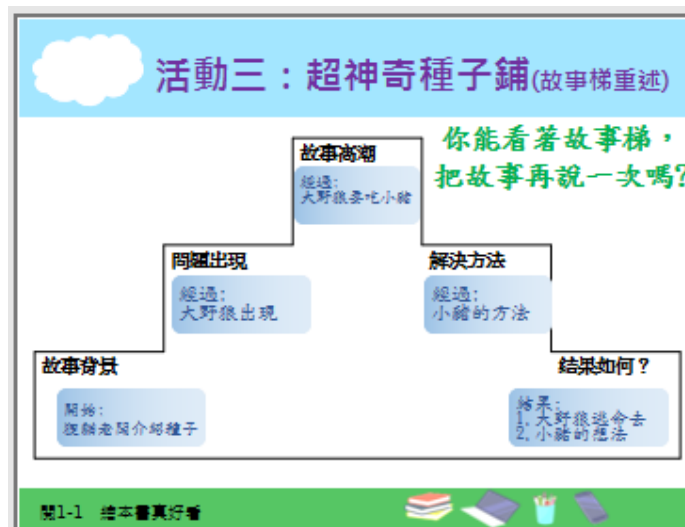 活動三：超神奇種子鋪(故事梯重述)
你能看著故事梯，
把故事再說一次嗎?
故事高潮
經過:
大野狼要吃小豬
問題出現
經過:
大野狼出現
解決方法
經過:
小豬的方法
故事背景
開始:
狸貓老闆介紹種子
結果如何？
結果:
1.大野狼逃命去
2.小豬的想法
閱1-1 繪本書真好看